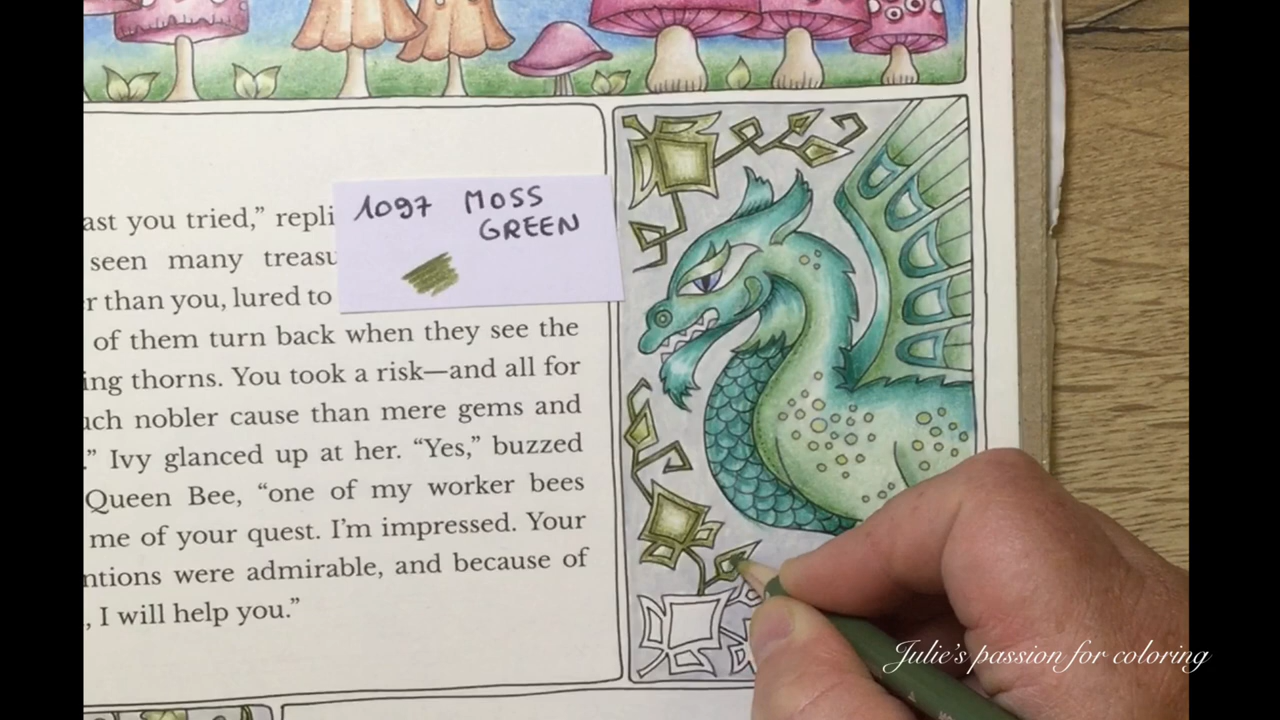 1097 MOSS
GREEN
ast you tried,” repli
seen many treasu
r than you, lured to
of them turn back when they see the
ing thorns. You took a risk—and all for
uch nobler cause than mere gems and
.” Ivy glanced up at her. “Yes,” buzzed
Queen Bee, “one of my worker bees
me of your quest. I’m impressed. Your
ntions were admirable, and because of
, I will help you.”
Julie's passion for coloring